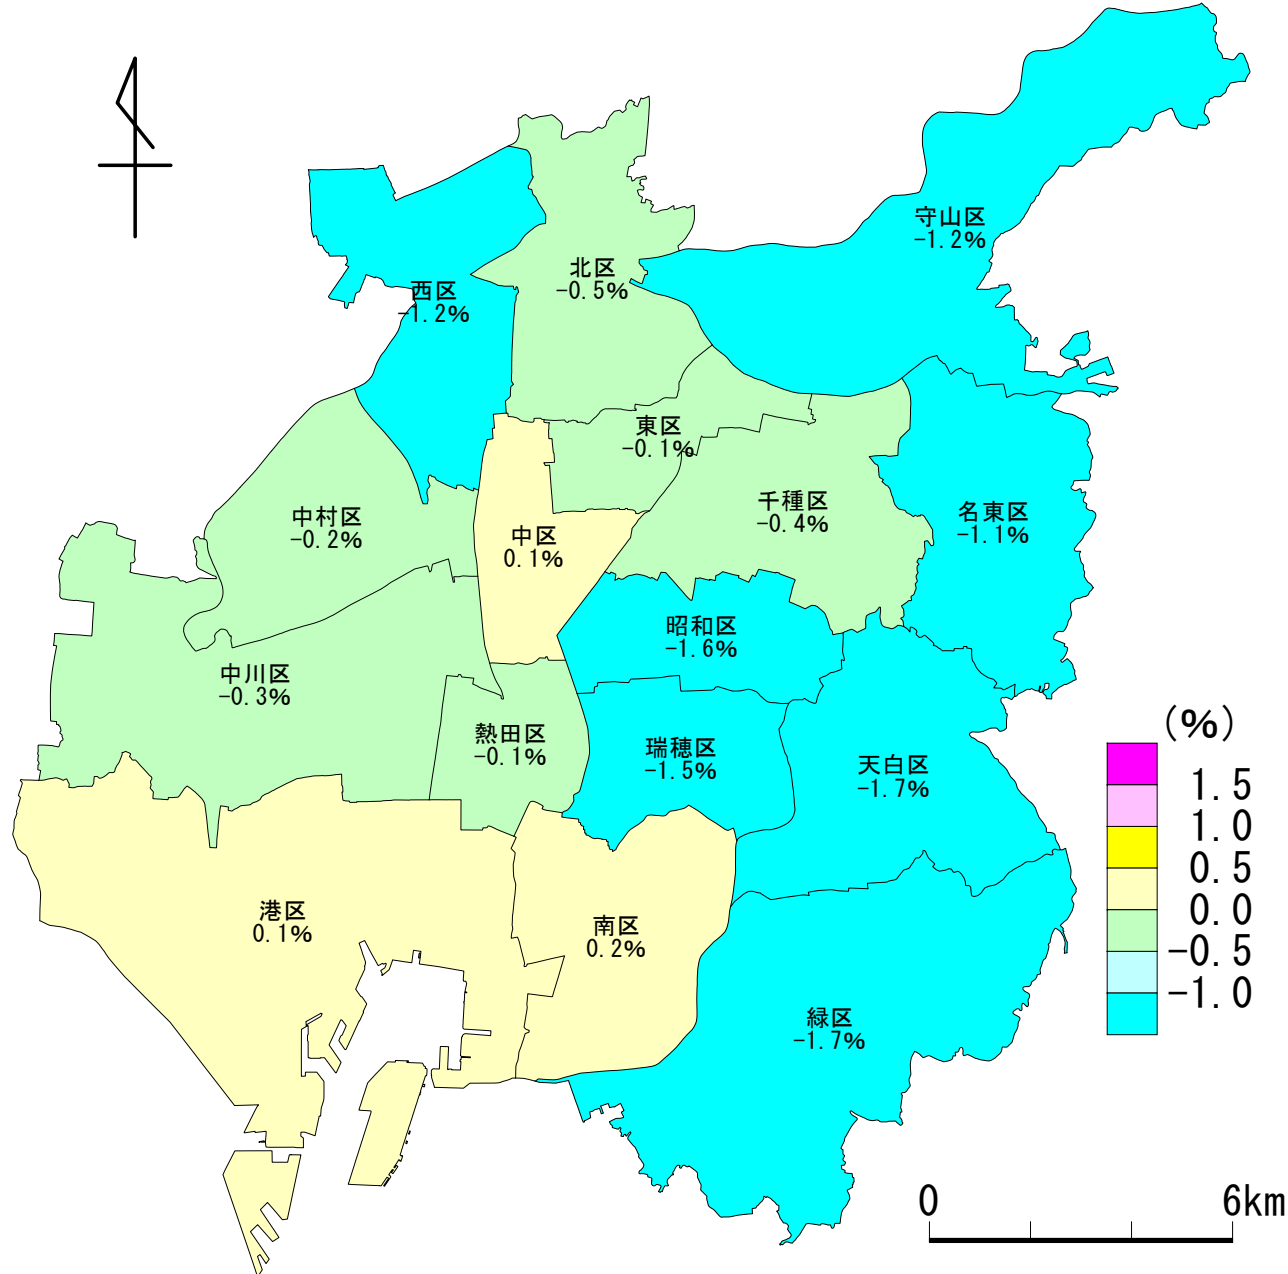 守山区
-1.2%
北区
-0.5%
西区
-1.2%
東区
-0.1%
千種区
-0.4%
名東区
-1.1%
中村区
-0.2%
中区
0.1%
昭和区
-1.6%
中川区
-0.3%
熱田区
-0.1%
瑞穂区
-1.5%
天白区
-1.7%
港区
0.1%
南区
0.2%
緑区
-1.7%
(%)
1.5
1.0
0.5
0.0
-0.5
-1.0
0 6km